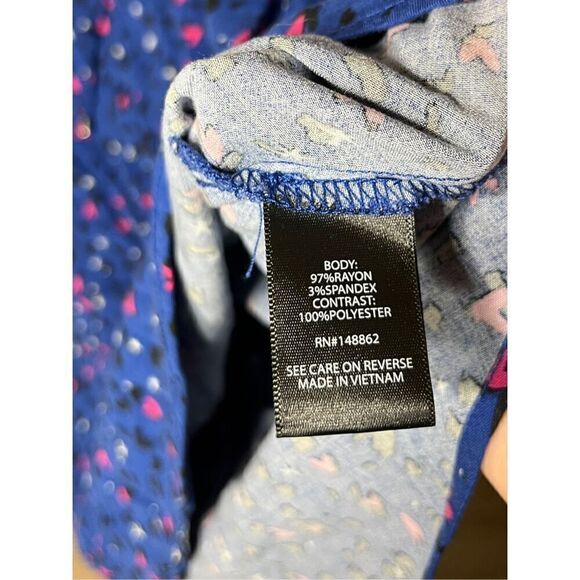 BODY:
97%RAYON
3%SPANDEX
CONTRAST:
100%POLYESTER
RN#148862
SEE CARE ON REVERSE
MADE IN VIETNAM